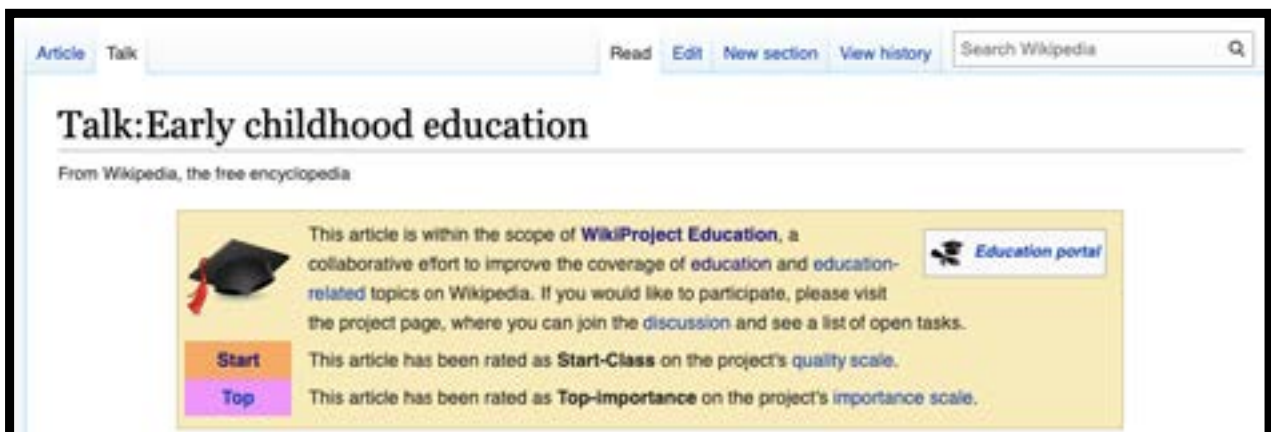 Article Talk Read Edit New section View history Search Wikipedia
Talk:Early childhood education
From Wikipedia, the free encyclopedia
This article is within the scope of WikiProject Education, a
collaborative effort to improve the coverage of education and education-
related topics on Wikipedia. If you would like to participate, please visit
the project page, where you can join the discussion and see a list of open tasks.
Education portal
Start This article has been rated as Start-Class on the project's quality scale.
Top This article has been rated as Top-importance on the project's importance scale.